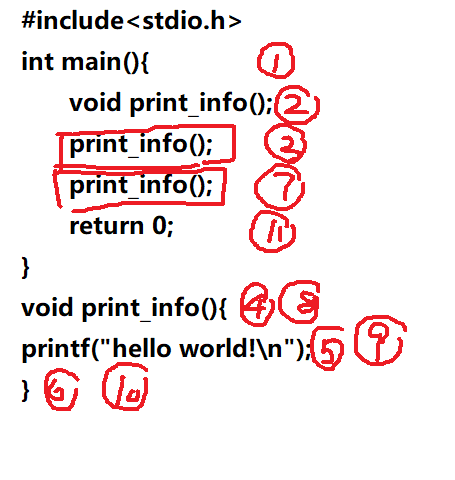 #include<stdio.h>
int main(){ ①
void print_info(); ②
print_info(); ②
print_info(); ⑦
return 0; ⑪
}
void print_info(){ ④ ⑧
printf("hello world!\n"); ⑤ ⑨
} ⑥ ⑩